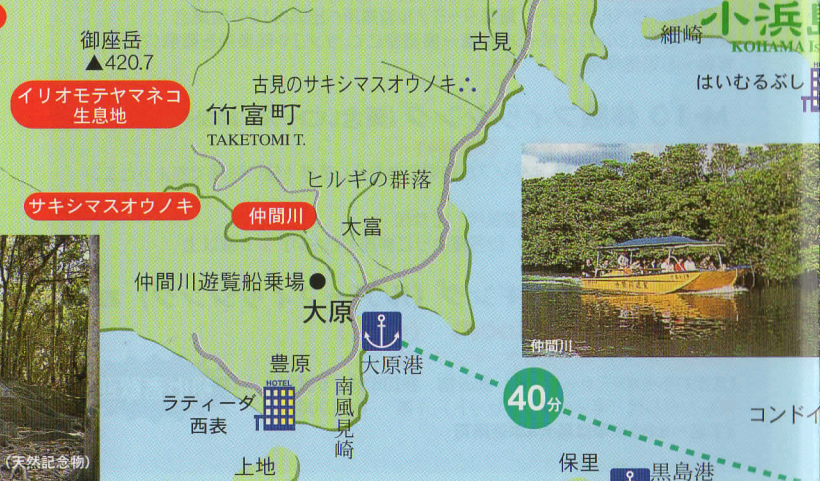 御座岳
▲420.7
イリオモテヤマネコ
生息地
古見
細崎
小浜島
KOHAMA Is
はいむるぶし
古見のサキシマスオウノキ
竹富町
TAKETOMI T.
ヒルギの群落
サキシマスオウノキ
仲間川
大富
仲間川遊覧船乗場
大原
大原港
仲間川
豊原
HOTEL
ラティーダ
西表
南風見崎
40分
コンドイ
(天然記念物)
上地
保里
黒島港